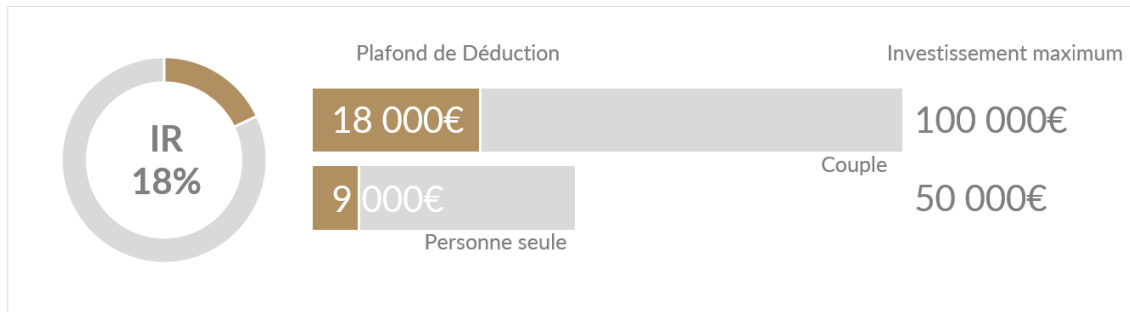 Plafond de Déduction
Investissement maximum
IR
18%
18 000€
100 000€
Couple
9 000€
50 000€
Personne seule